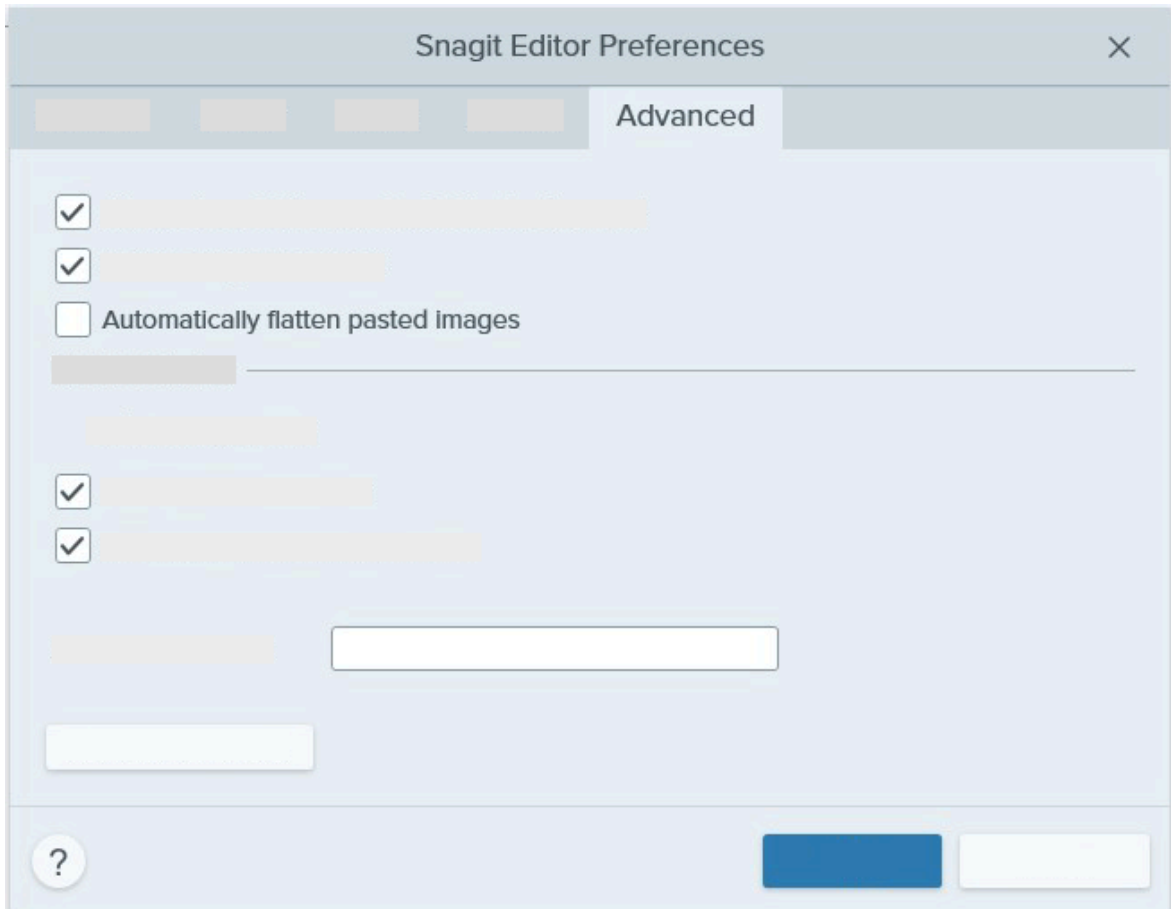 Snagit Editor Preferences
Advanced
Automatically flatten pasted images
?